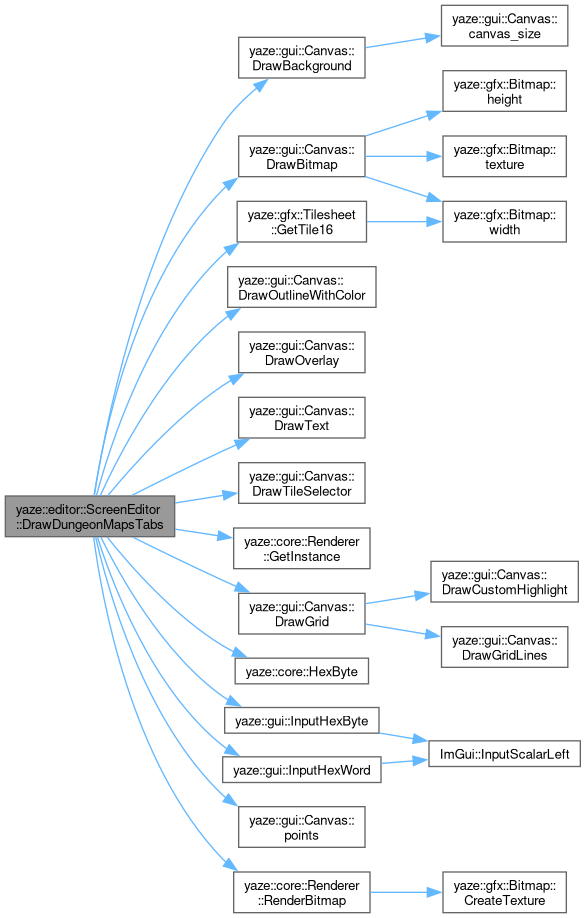 yaze::editor::ScreenEditor
::DrawDungeonMapsTabs
yaze::gui::Canvas::
DrawBackground
yaze::gui::Canvas::
canvas_size
yaze::gui::Canvas::
DrawBitmap
yaze::gfx::Bitmap::
height
yaze::gfx::Bitmap::
texture
yaze::gfx::Bitmap::
width
yaze::gfx::Tilesheet
::GetTile16
yaze::gui::Canvas::
DrawOutlineWithColor
yaze::gui::Canvas::
DrawOverlay
yaze::gui::Canvas::
DrawText
yaze::gui::Canvas::
DrawTileSelector
yaze::core::Renderer
::GetInstance
yaze::gui::Canvas::
DrawGrid
yaze::gui::Canvas::
DrawCustomHighlight
yaze::gui::Canvas::
DrawGridLines
yaze::core::HexByte
yaze::gui::InputHexByte
yaze::gui::InputHexWord
ImGui::InputScalarLeft
yaze::gui::Canvas::
points
yaze::core::Renderer
::RenderBitmap
yaze::gfx::Bitmap::
CreateTexture